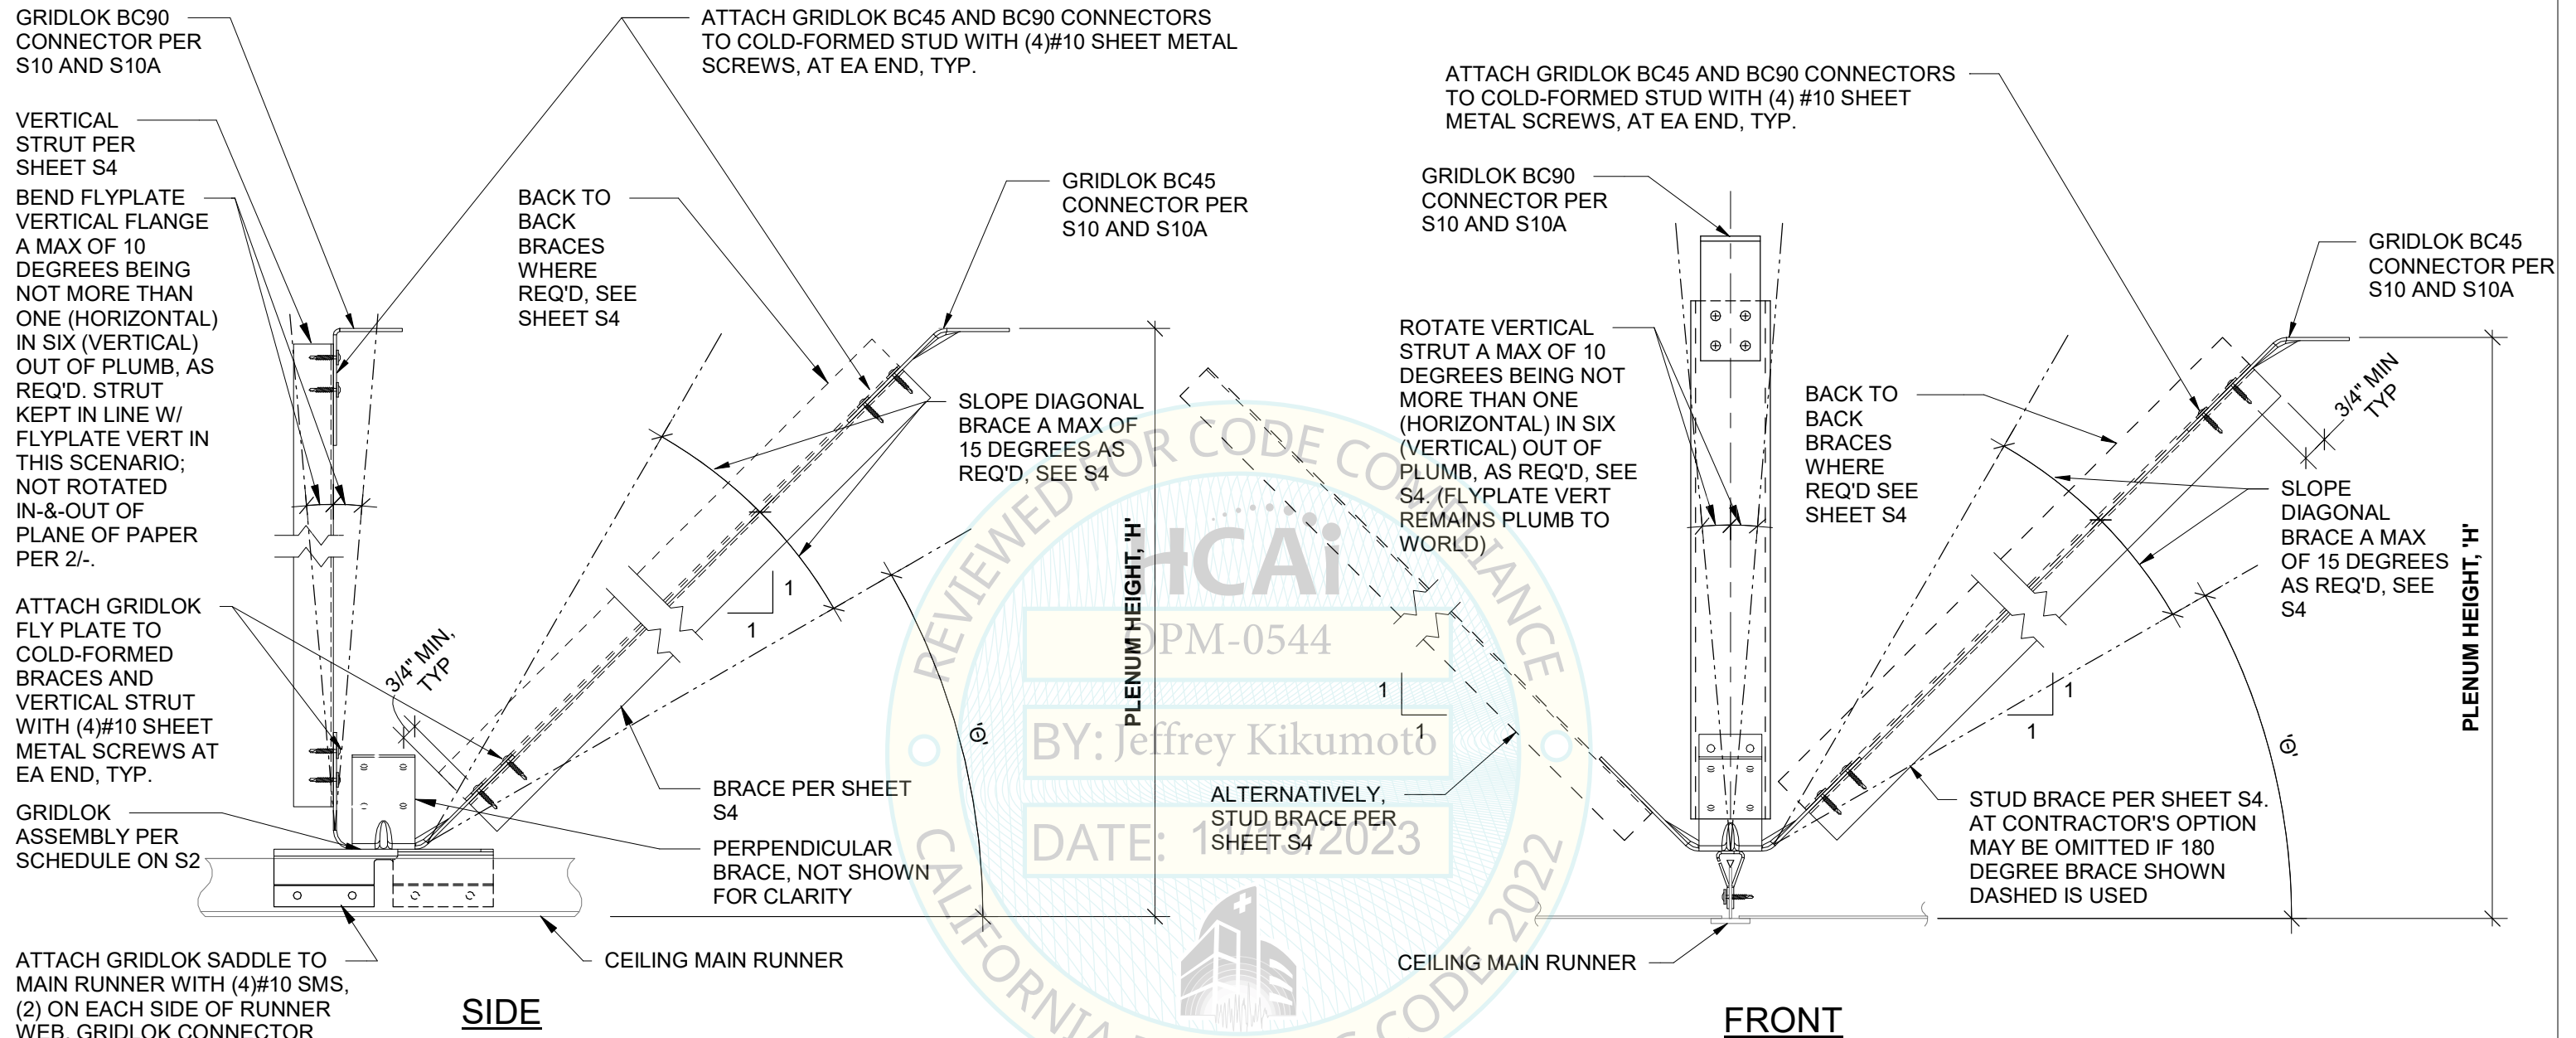 GRIDLOK BC90
CONNECTOR PER
S10 AND S10A
VERTICAL
STRUT PER
SHEET S4
BEND FLYPLATE
VERTICAL FLANGE
A MAX OF 10
DEGREES BEING
NOT MORE THAN
ONE (HORIZONTAL)
IN SIX (VERTICAL)
OUT OF PLUMB, AS
REQ'D. STRUT
KEPT IN LINE W/
FLYPLATE VERT IN
THIS SCENARIO;
NOT ROTATED
IN-&-OUT OF
PLANE OF PAPER
PER 2/-.
ATTACH GRIDLOK
FLY PLATE TO
COLD-FORMED
BRACES AND
VERTICAL STRUT
WITH (4)#10 SHEET
METAL SCREWS AT
EA END, TYP.
GRIDLOK
ASSEMBLY PER
SCHEDULE ON S2
ATTACH GRIDLOK SADDLE TO
MAIN RUNNER WITH (4)#10 SMS,
(2) ON EACH SIDE OF RUNNER
WEB. GRIDLOK CONNECTOR
ATTACH GRIDLOK BC45 AND BC90 CONNECTORS
TO COLD-FORMED STUD WITH (4)#10 SHEET METAL
SCREWS, AT EA END, TYP.
BACK TO
BACK
BRACES
WHERE
REQ'D, SEE
SHEET S4
GRIDLOK BC45
CONNECTOR PER
S10 AND S10A
SLOPE DIAGONAL
BRACE A MAX OF
15 DEGREES AS
REQ'D, SEE S4
1
1
3/4" MIN,
TYP
'Θ'
PLENUM HEIGHT, 'H'
BRACE PER SHEET
S4
PERPENDICULAR
BRACE, NOT SHOWN
FOR CLARITY
CEILING MAIN RUNNER
SIDE
ATTACH GRIDLOK BC45 AND BC90 CONNECTORS
TO COLD-FORMED STUD WITH (4) #10 SHEET
METAL SCREWS, AT EA END, TYP.
GRIDLOK BC90
CONNECTOR PER
S10 AND S10A
ROTATE VERTICAL
STRUT A MAX OF 10
DEGREES BEING NOT
MORE THAN ONE
(HORIZONTAL) IN SIX
(VERTICAL) OUT OF
PLUMB, AS REQ'D, SEE
S4. (FLYPLATE VERT
REMAINS PLUMB TO
WORLD)
BACK TO
BACK
BRACES
WHERE
REQ'D SEE
SHEET S4
GRIDLOK BC45
CONNECTOR PER
S10 AND S10A
3/4" MIN
TYP
SLOPE
DIAGONAL
BRACE A MAX
OF 15 DEGREES
AS REQ'D, SEE
S4
1
1
1
1
'Θ'
PLENUM HEIGHT, 'H'
ALTERNATIVELY,
STUD BRACE PER
SHEET S4
STUD BRACE PER SHEET S4.
AT CONTRACTOR'S OPTION
MAY BE OMITTED IF 180
DEGREE BRACE SHOWN
DASHED IS USED
CEILING MAIN RUNNER
FRONT
REVIEWED FOR CODE COMPLIANCE
HCAi
OPM-0544
BY: Jeffrey Kikumoto
DATE: 11/13/2023
CALIFORNIA
CODE 2022